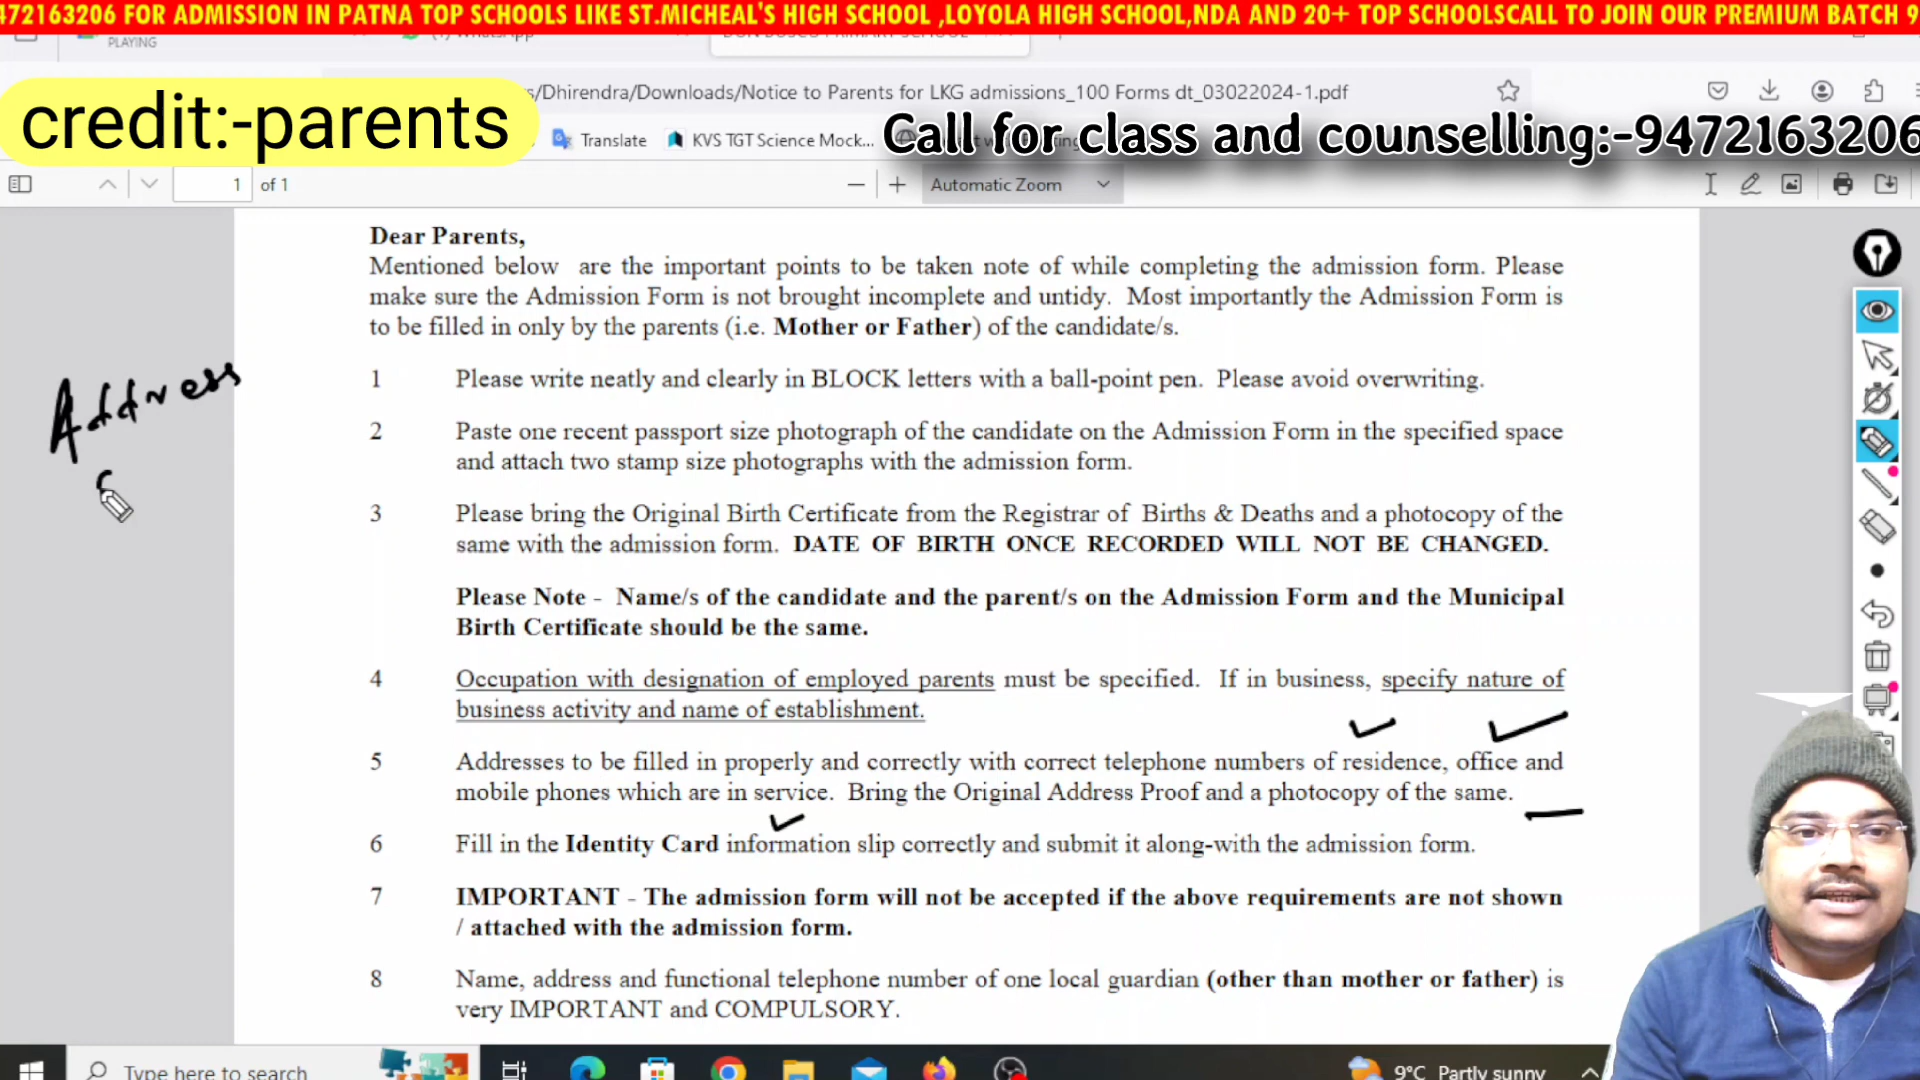 472163206 FOR ADMISSION IN PATNA TOP SCHOOLS LIKE ST.MICHEAL'S HIGH SCHOOL ,LOYOLA HIGH SCHOOL,NDA AND 20+ TOP SCHOOLSCALL TO JOIN OUR PREMIUM BATCH 9
PLAYING
credit:-parents
s/Dhirendra/Downloads/Notice to Parents for LKG admissions_100 Forms dt_03022024-1.pdf
Translate KVS TGT Science Mock...
Call for class and counselling:-9472163206
1 of 1 Automatic Zoom
Dear Parents,
Mentioned below are the important points to be taken note of while completing the admission form. Please
make sure the Admission Form is not brought incomplete and untidy. Most importantly the Admission Form is
to be filled in only by the parents (i.e. Mother or Father) of the candidate/s.
Address
1 Please write neatly and clearly in BLOCK letters with a ball-point pen. Please avoid overwriting.
2 Paste one recent passport size photograph of the candidate on the Admission Form in the specified space
and attach two stamp size photographs with the admission form.
3 Please bring the Original Birth Certificate from the Registrar of Births & Deaths and a photocopy of the
same with the admission form. DATE OF BIRTH ONCE RECORDED WILL NOT BE CHANGED.
Please Note - Name/s of the candidate and the parent/s on the Admission Form and the Municipal
Birth Certificate should be the same.
4 Occupation with designation of employed parents must be specified. If in business, specify nature of
business activity and name of establishment.
5 Addresses to be filled in properly and correctly with correct telephone numbers of residence, office and
mobile phones which are in service. Bring the Original Address Proof and a photocopy of the same.
6 Fill in the Identity Card information slip correctly and submit it along-with the admission form.
7 IMPORTANT - The admission form will not be accepted if the above requirements are not shown
/ attached with the admission form.
8 Name, address and functional telephone number of one local guardian (other than mother or father) is
very IMPORTANT and COMPULSORY.
Type here to search
9°C Partly sunny